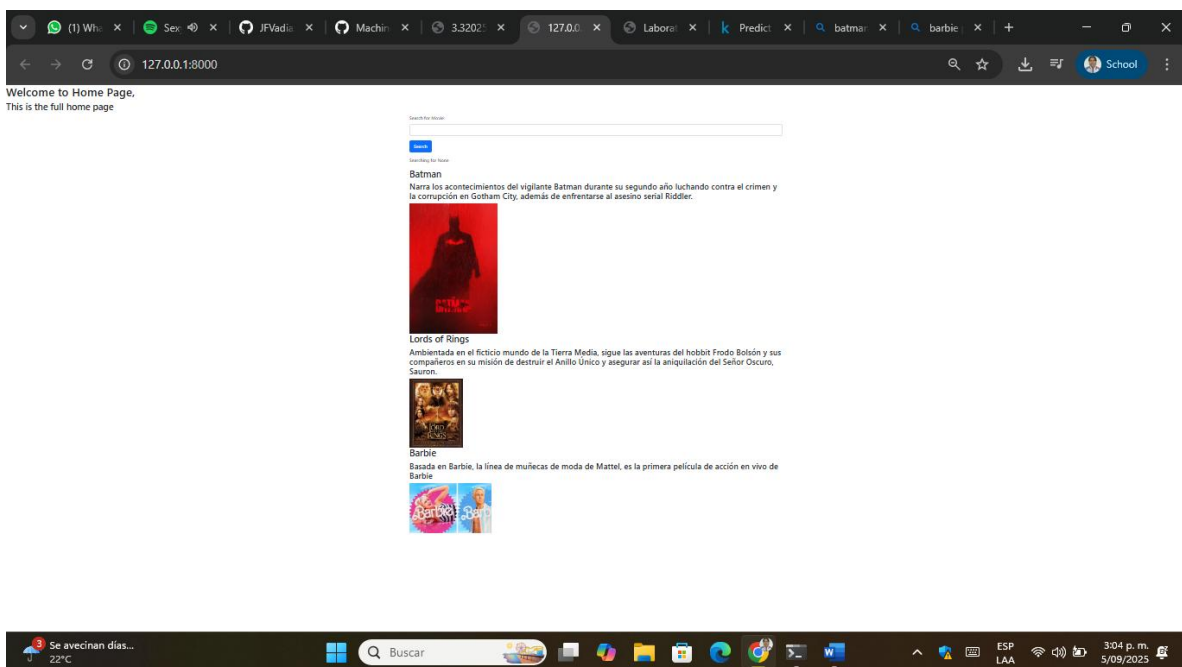 (1) Wha
Sex
JFVadia
Machin
3.3202
127.0.0
Laborat
Predict
batmar
barbie
127.0.0.1:8000
School
Welcome to Home Page,
This is the full home page
Search for Movie
Search
Searching for None
Batman
Narra los acontecimientos del vigilante Batman durante su segundo año luchando contra el crimen y
la corrupción en Gotham City, además de enfrentarse al asesino serial Riddler.
Lords of Rings
Ambientada en el ficticio mundo de la Tierra Media, sigue las aventuras del hobbit Frodo Bolsón y sus
compañeros en su misión de destruir el Anillo Único y asegurar así la aniquilación del Señor Oscuro,
Sauron.
LORD
RINGS
Barbie
Basada en Barbie, la línea de muñecas de moda de Mattel, es la primera película de acción en vivo de
Barbie
Barbie
Barb
3
Se avecinan días...
22°C
Buscar
ESP
LAA
3:04 p. m.
5/09/2025